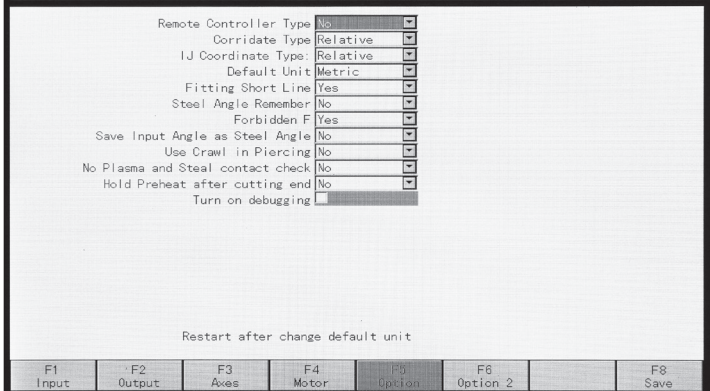 Remote Controller Type No
Corridate Type Relative
IJ Coordinate Type: Relative
Default Unit Metric
Fitting Short Line Yes
Steel Angle Remember No
Forbidden F Yes
Save Input Angle as Steel Angle No
Use Crawl in Piercing No
No Plasma and Steal contact check No
Hold Preheat after cutting end No
Turn on debugging
Restart after change default unit
F1 F2 F3 F4 F5 F6 F8
Input Output Axes Motor Option Option 2 Save